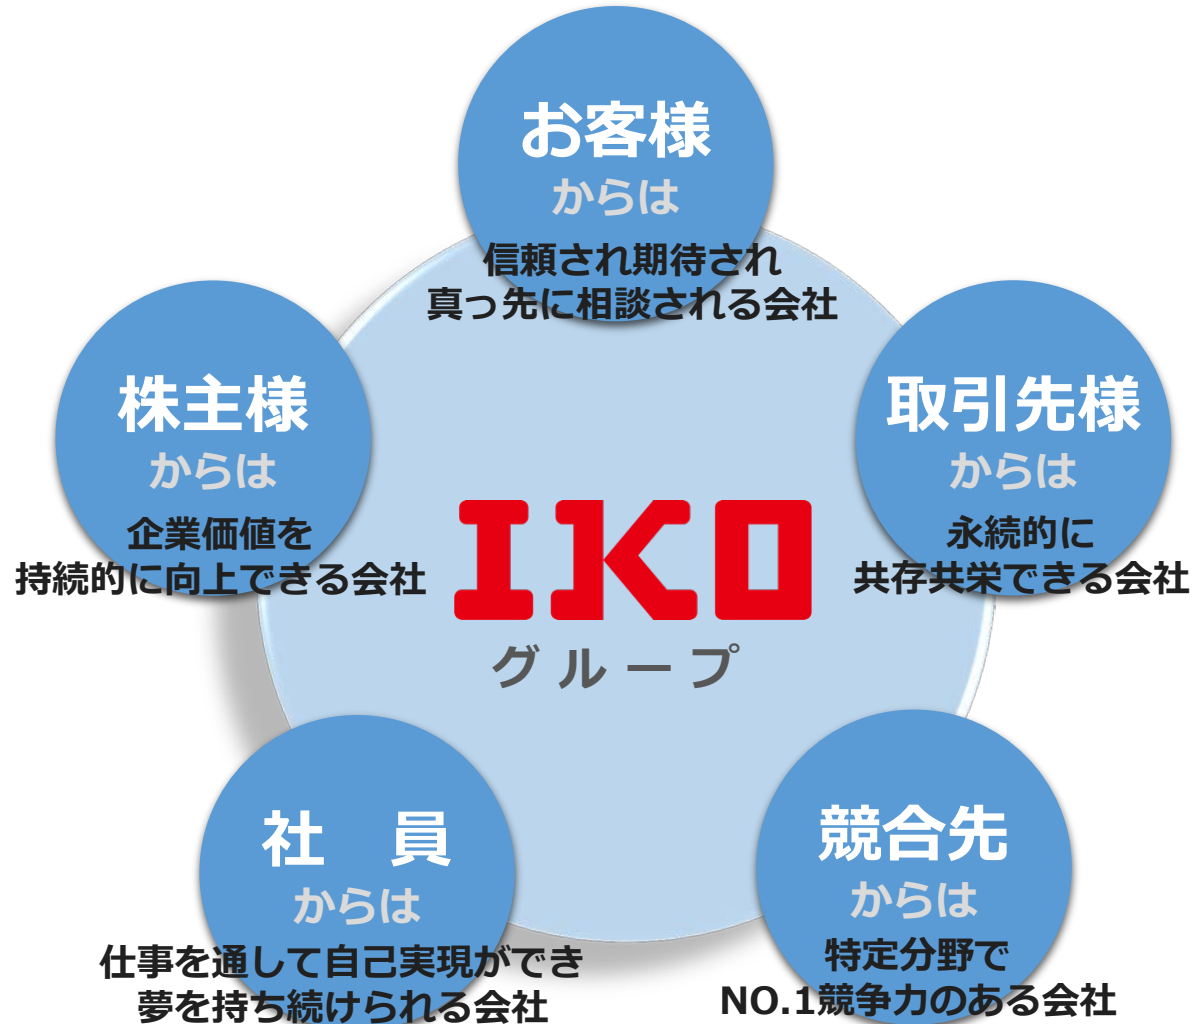 お客様
からは
信頼され期待され
真っ先に相談される会社
株主様
からは
企業価値を
持続的に向上できる会社
取引先様
からは
永続的に
共存共栄できる会社
IKO
グループ
社　員
からは
仕事を通して自己実現ができ
夢を持ち続けられる会社
競合先
からは
特定分野で
NO.1競争力のある会社